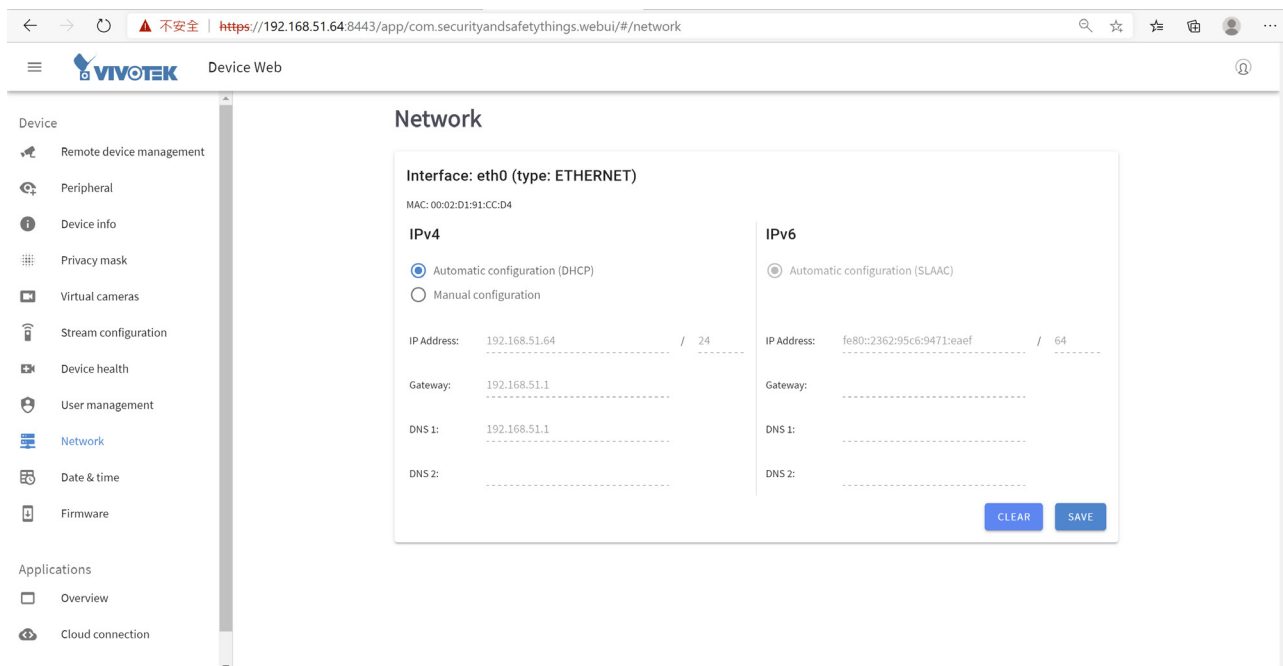 不安全 https://192.168.51.64:8443/app/com.securityandsafetythings.webui/#/network
VIVOTEK Device Web
Device
Remote device management
Peripheral
Device info
Privacy mask
Virtual cameras
Stream configuration
Device health
User management
Network
Date & time
Firmware
Applications
Overview
Cloud connection
Network
Interface: eth0 (type: ETHERNET)
MAC: 00:02:D1:91:CC:D4
IPv4
Automatic configuration (DHCP)
Manual configuration
IP Address: 192.168.51.64 / 24
Gateway: 192.168.51.1
DNS 1: 192.168.51.1
DNS 2:
IPv6
Automatic configuration (SLAAC)
IP Address: fe80::2362:95c6:9471:eaef / 64
Gateway:
DNS 1:
DNS 2:
CLEAR SAVE